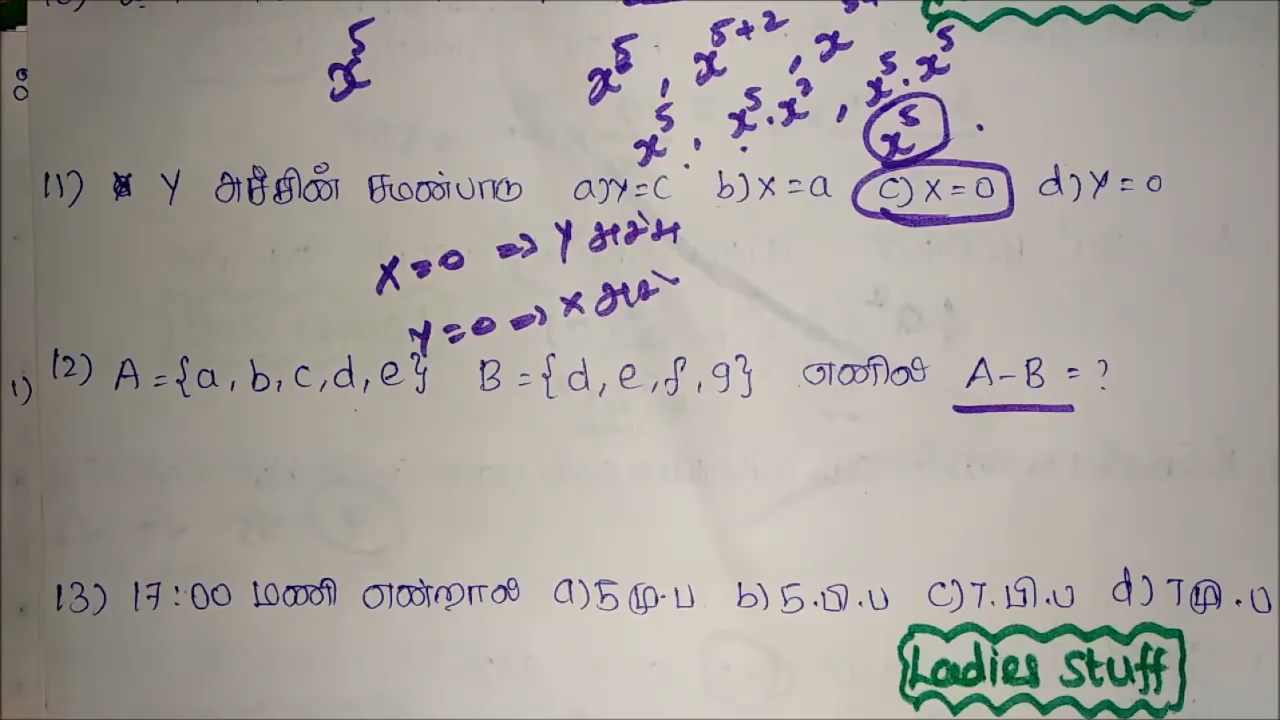 x⁵ x⁵, x⁵⁺², x
x⁵, x⁵·x², x⁵·x⁵
x⁵
11) Y அச்சின் சமன்பாடு a) y=c b) x=a c) x=0 d) y=0
x=0 ⇒ y அச்சு
y=0 ⇒ x அச்
12) A={a, b, c, d, e} B={d, e, f, g} எனில் A-B=?
1)
13) 17:00 மணி என்றால் a) 5 மு.ப b) 5.பி.ப c) 7.பி.ப d) 7 மு.ப
Ladies stuff